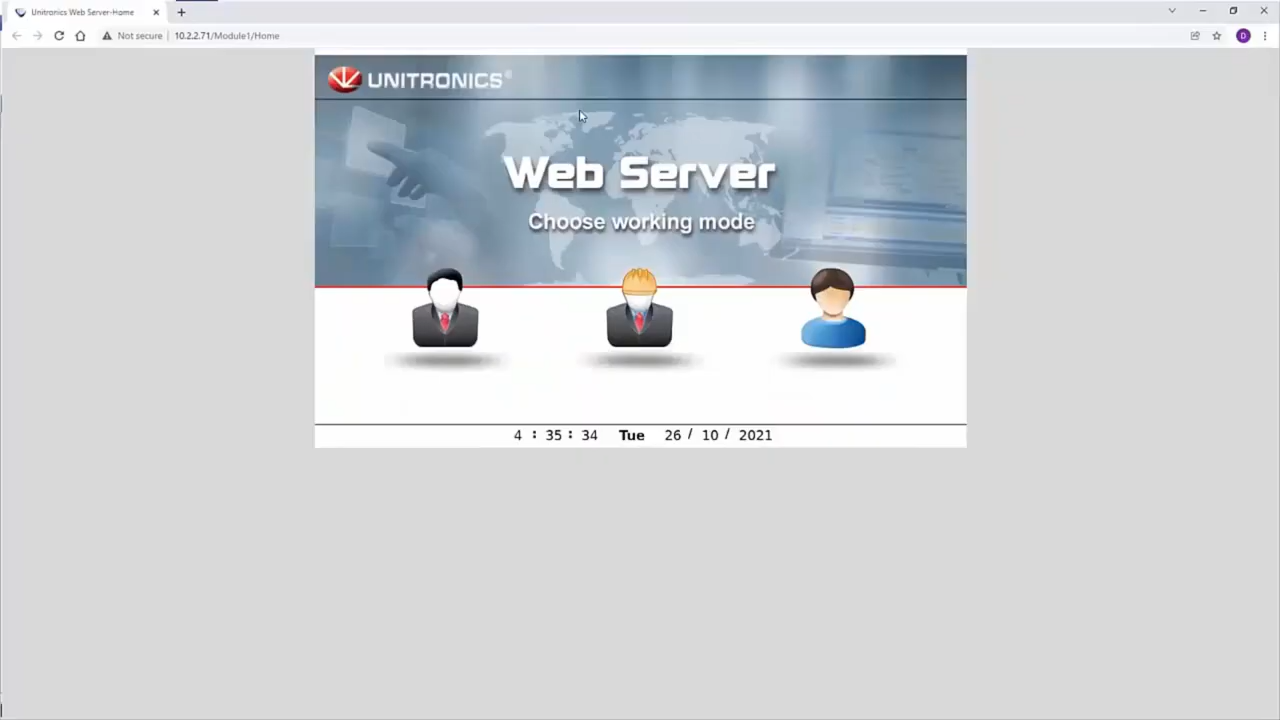 Unitronics Web Server-Home
Not secure
10.2.2.71/Module1/Home
D
UNITRONICS®
Web Server
Choose working mode
4 : 35 : 34 Tue 26 / 10 / 2021